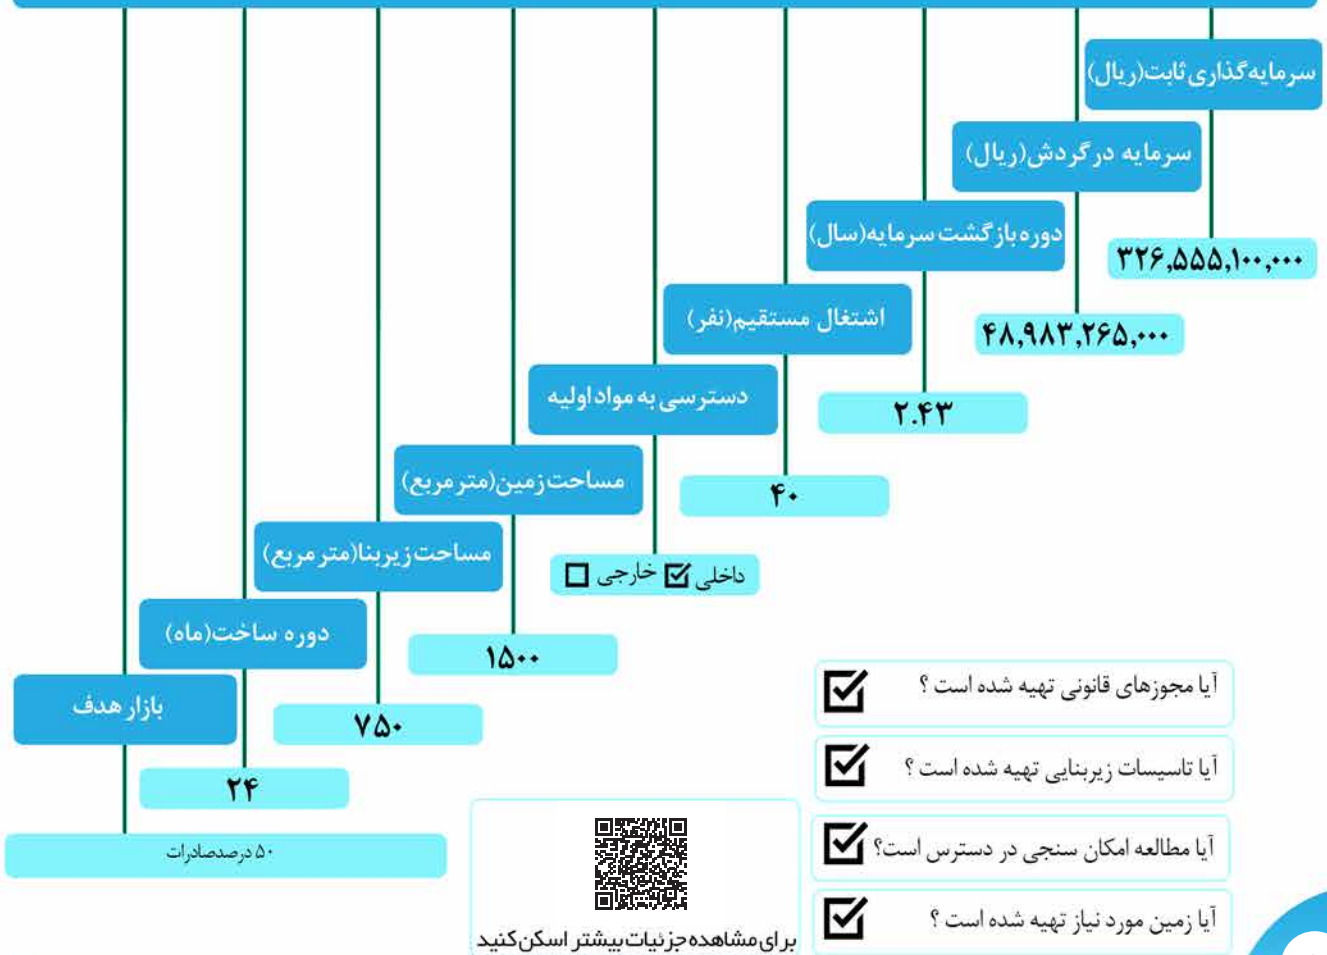 سرمایه‌گذاری ثابت(ریال)
۳۲۶,۵۵۵,۱۰۰,۰۰۰
سرمایه در گردش(ریال)
۴۸,۹۸۳,۲۶۵,۰۰۰
دوره بازگشت سرمایه(سال)
۲.۴۳
اشتغال مستقیم(نفر)
۴۰
دسترسی به مواد اولیه
داخلی ☑ خارجی ☐
مساحت زمین(متر مربع)
۱۵۰۰
مساحت زیربنا(متر مربع)
۷۵۰
دوره ساخت(ماه)
۲۴
بازار هدف
۵۰ درصدصادرات
آیا مجوزهای قانونی تهیه شده است ؟ ☑
آیا تاسیسات زیربنایی تهیه شده است ؟ ☑
آیا مطالعه امکان سنجی در دسترس است؟ ☑
آیا زمین مورد نیاز تهیه شده است ؟ ☑
برای مشاهده جزئیات بیشتر اسکن کنید